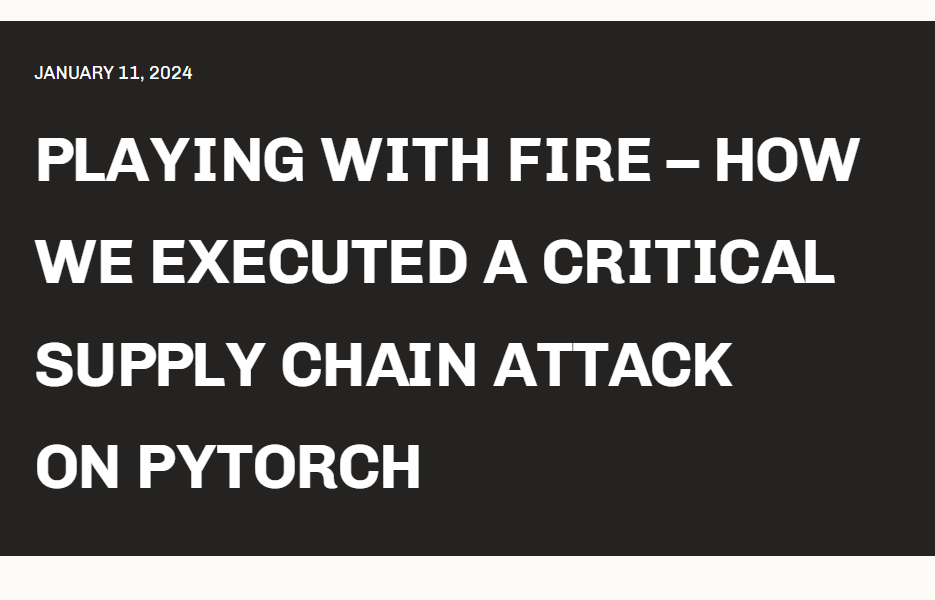 JANUARY 11, 2024
PLAYING WITH FIRE – HOW
WE EXECUTED A CRITICAL
SUPPLY CHAIN ATTACK
ON PYTORCH